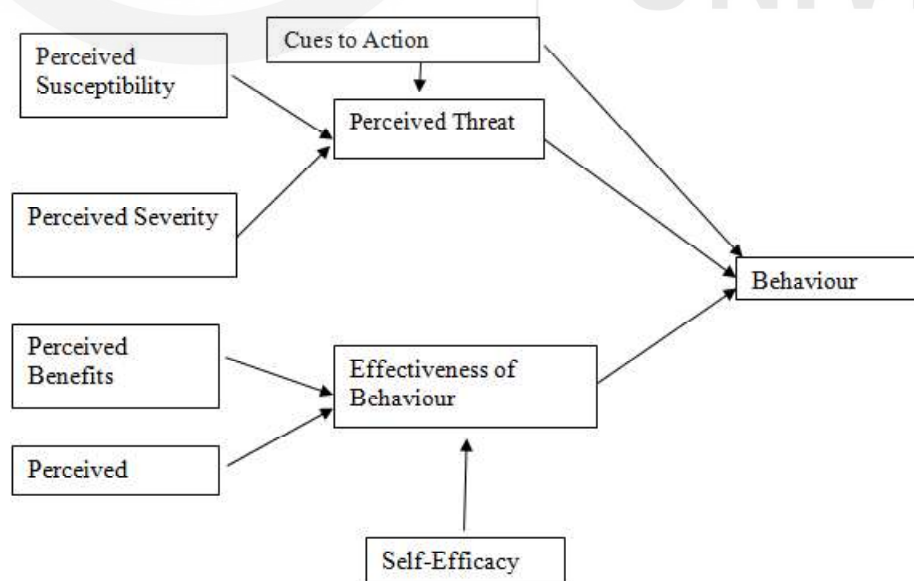 Cues to Action
Perceived
Susceptibility
Perceived Threat
Perceived Severity
Behaviour
Perceived
Benefits
Effectiveness of
Behaviour
Perceived
Self-Efficacy